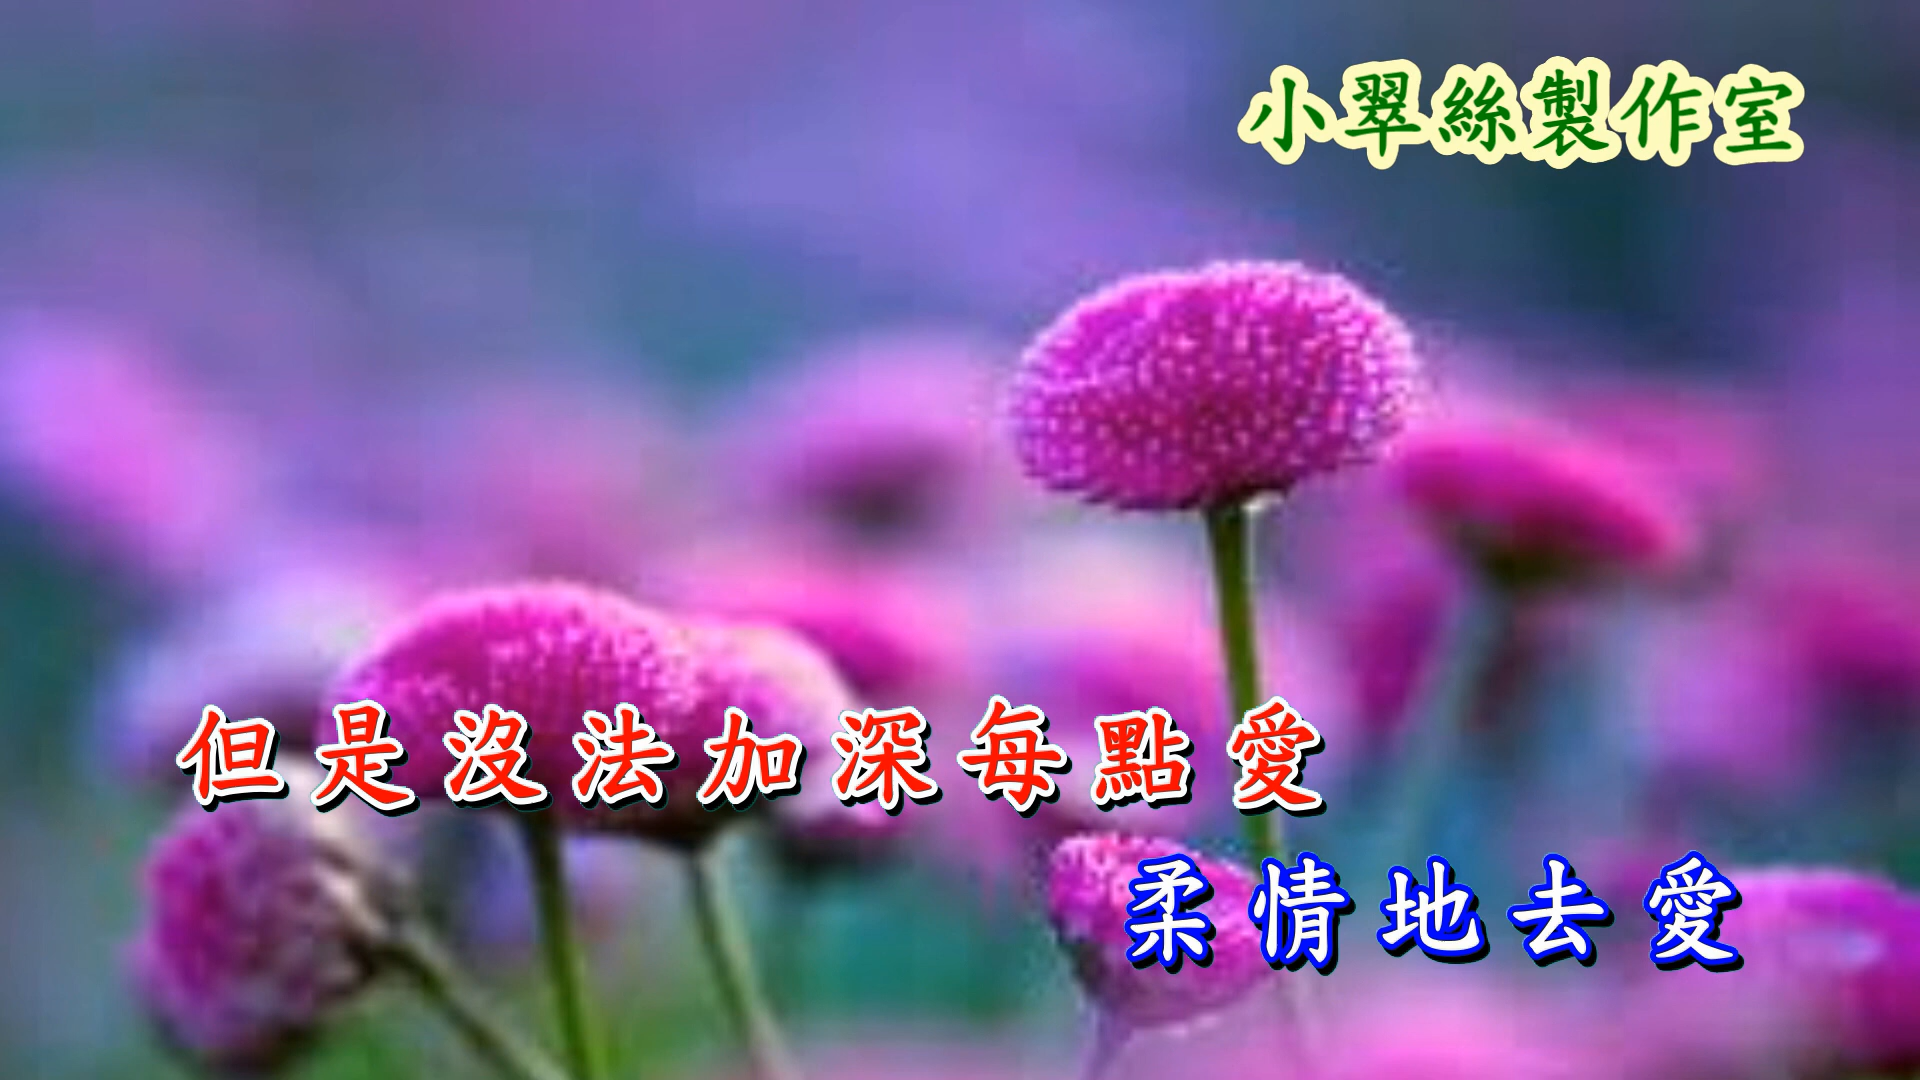 小翠絲製作室
但是沒法加深每點愛
柔情地去愛